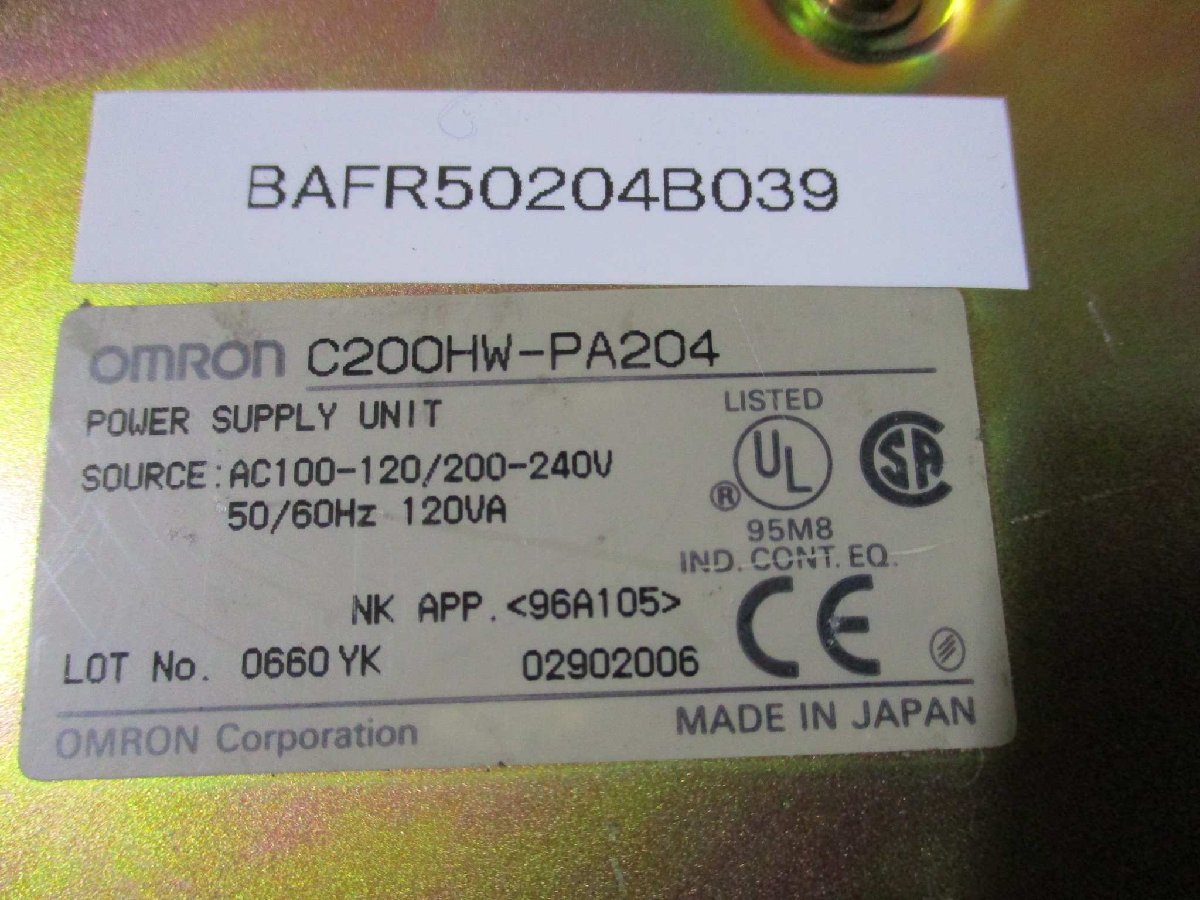 BAFR50204B039
OMRON C200HW-PA204
POWER SUPPLY UNIT
SOURCE:AC100-120/200-240V
50/60Hz 120VA
LISTED
UL
®
SA
95M8
IND. CONT. EQ.
NK APP.<96A105>
CE
LOT No. 0660YK 02902006
OMRON Corporation
MADE IN JAPAN